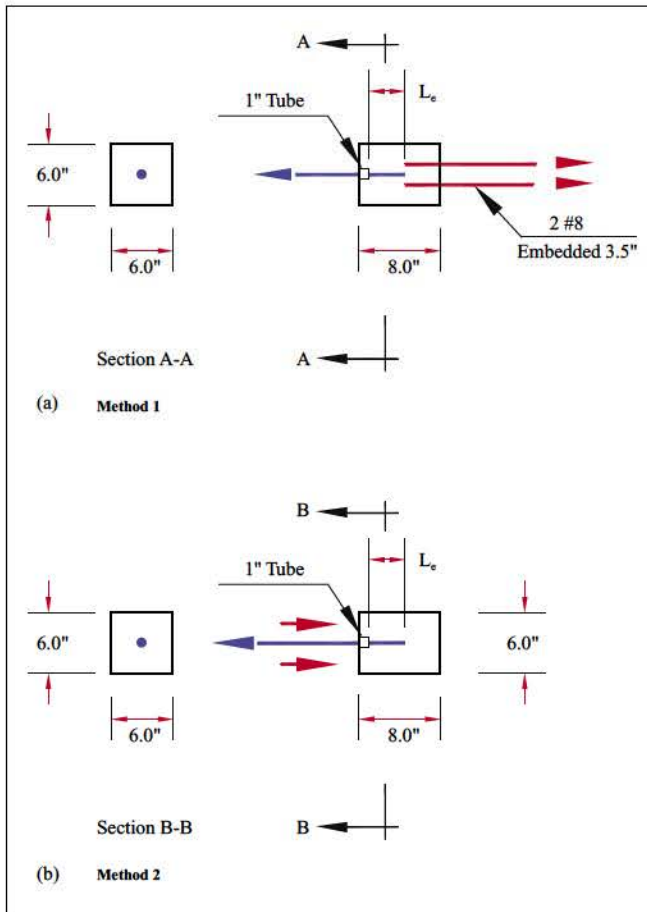 A
Lₑ
1" Tube
6.0"
2 #8
Embedded 3.5"
6.0"
8.0"
Section A-A
A
(a) Method 1
B
Lₑ
1" Tube
6.0"
6.0"
6.0"
8.0"
Section B-B
B
(b) Method 2